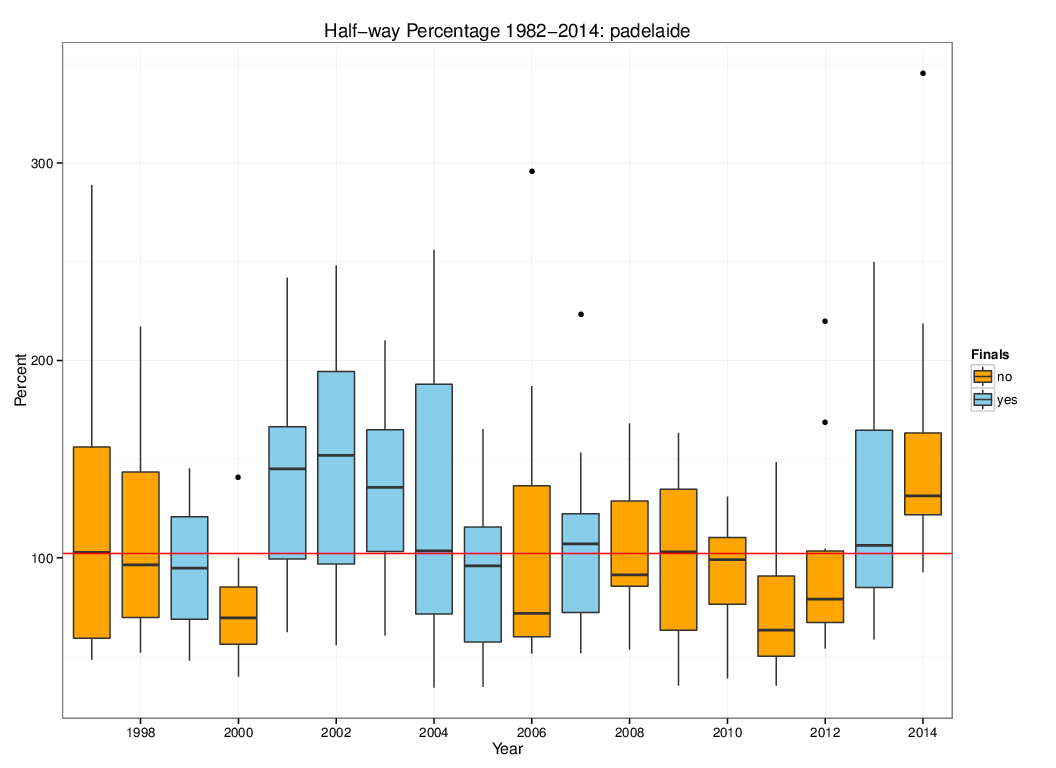 Half−way Percentage 1982−2014: padelaide
300
200
100
Percent
1998 2000 2002 2004 2006 2008 2010 2012 2014
Year
Finals
no
yes